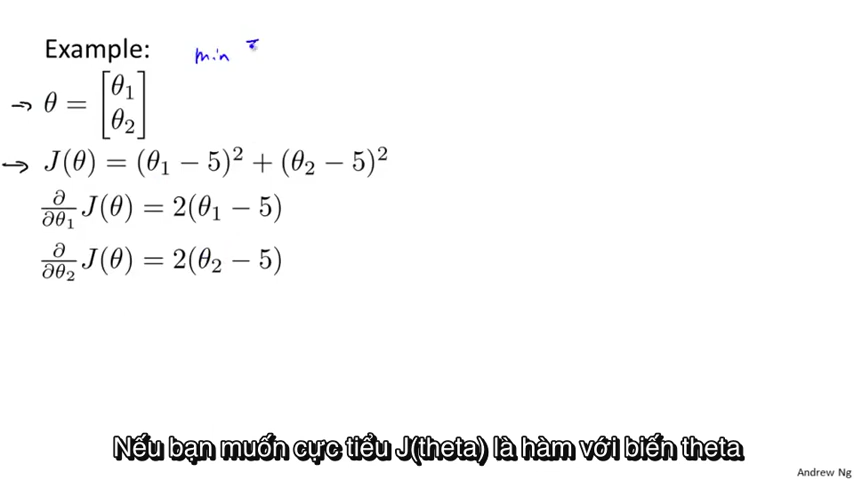 Example: min J
→ θ = [θ₁ θ₂]
→ J(θ) = (θ₁ − 5)² + (θ₂ − 5)²
∂/∂θ₁ J(θ) = 2(θ₁ − 5)
∂/∂θ₂ J(θ) = 2(θ₂ − 5)
Nếu bạn muốn cực tiểu J(theta) là hàm với biến theta
Andrew Ng